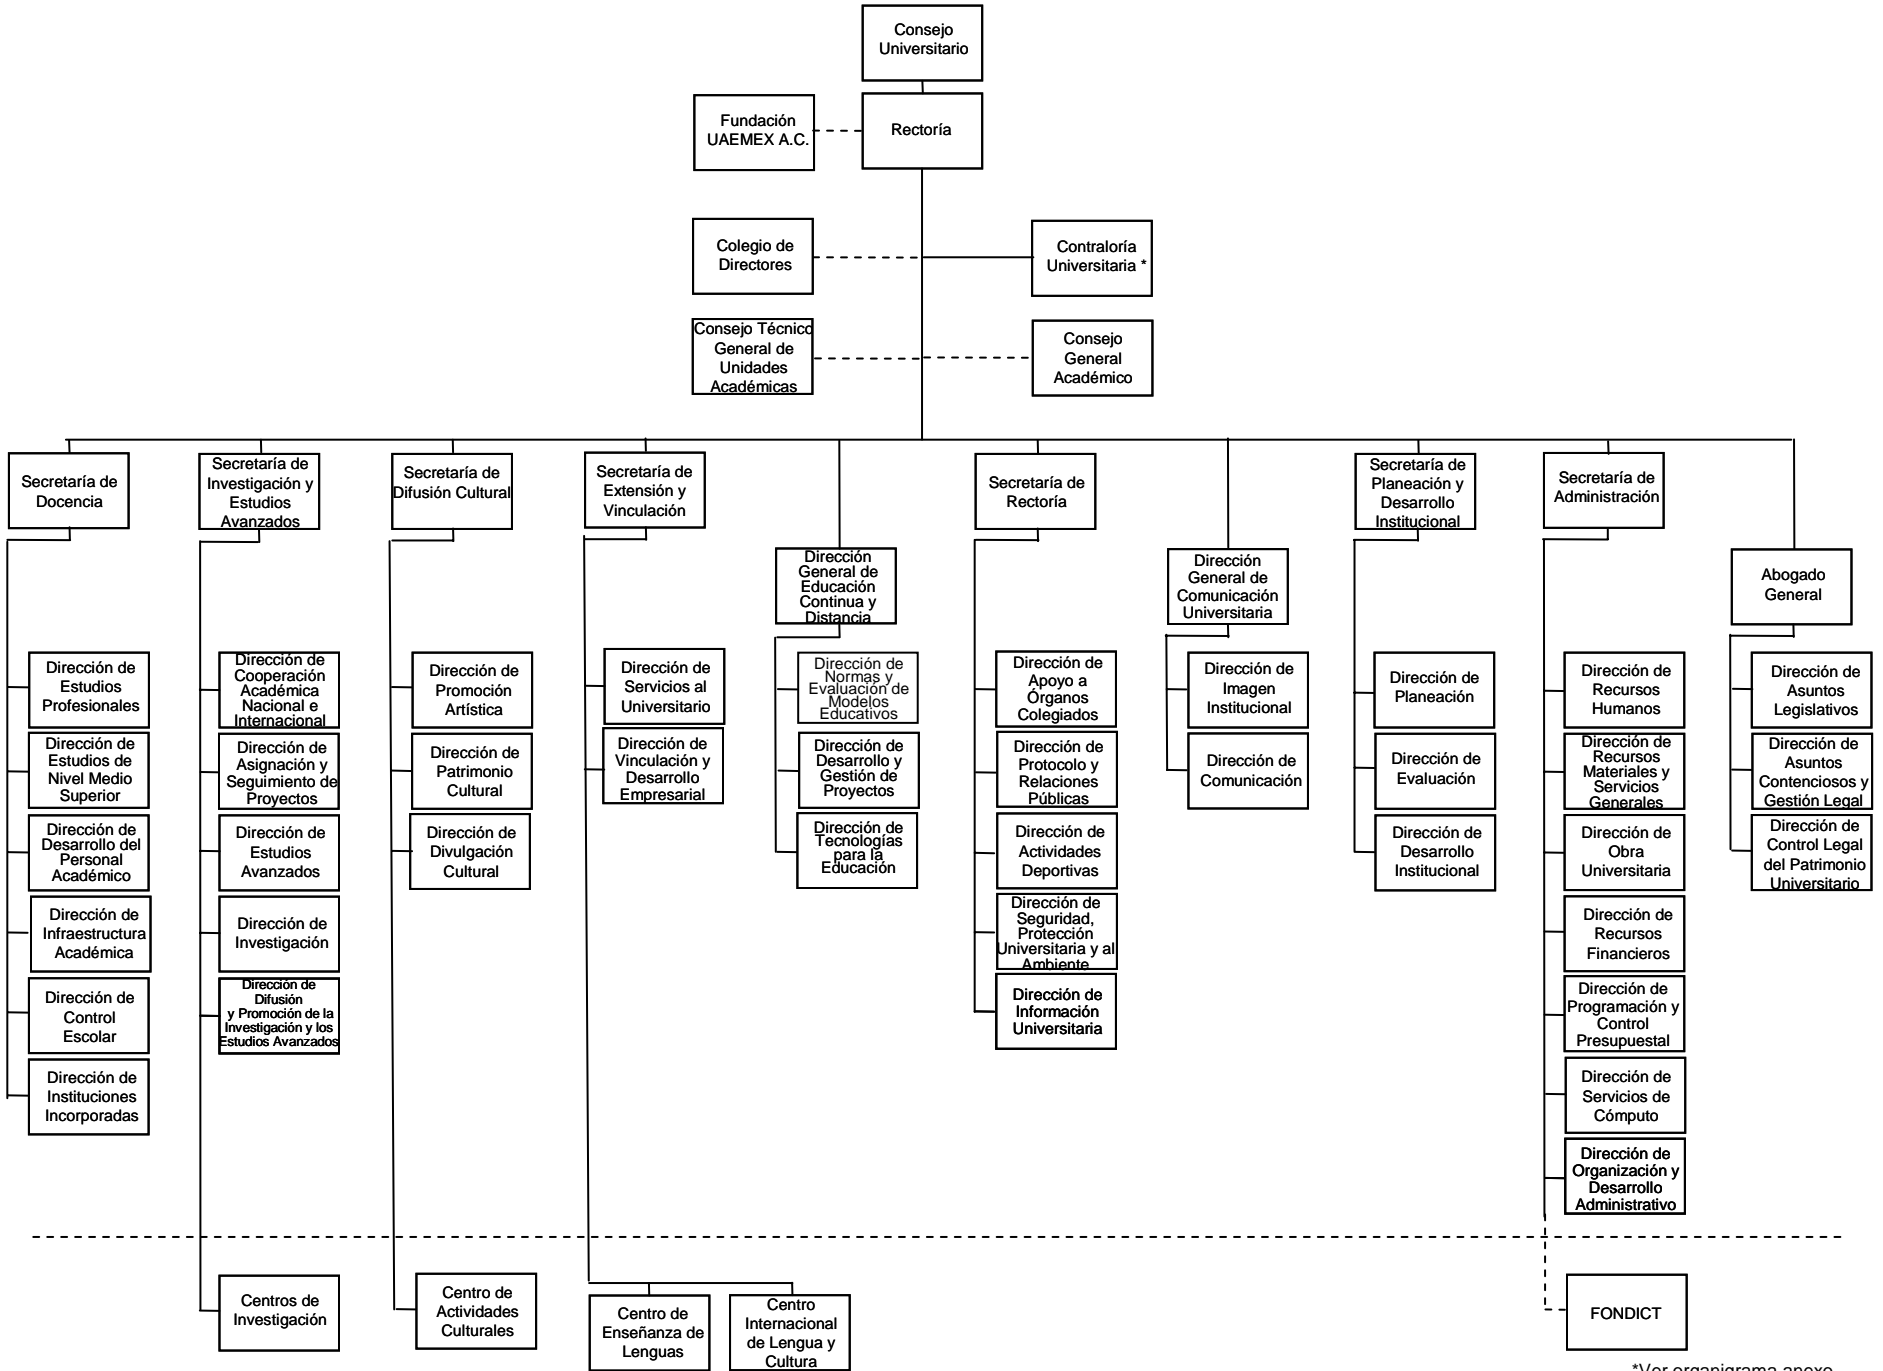 Consejo
Universitario
Fundación
UAEMEX A.C.
Rectoría
Colegio de
Directores
Contraloría
Universitaria *
Consejo Técnico
General de
Unidades
Académicas
Consejo
General
Académico
Secretaría de
Docencia
Secretaría de
Investigación y
Estudios
Avanzados
Secretaría de
Difusión Cultural
Secretaría de
Extensión y
Vinculación
Dirección
General de
Educación
Continua y
Distancia
Secretaría de
Rectoría
Dirección
General de
Comunicación
Universitaria
Secretaría de
Planeación y
Desarrollo
Institucional
Secretaría de
Administración
Abogado
General
Dirección de
Estudios
Profesionales
Dirección de
Estudios de
Nivel Medio
Superior
Dirección de
Desarrollo del
Personal
Académico
Dirección de
Infraestructura
Académica
Dirección de
Control
Escolar
Dirección de
Instituciones
Incorporadas
Dirección de
Cooperación
Académica
Nacional e
Internacional
Dirección de
Asignación y
Seguimiento de
Proyectos
Dirección de
Estudios
Avanzados
Dirección de
Investigación
Dirección de
Difusión
y Promoción de la
Investigación y los
Estudios Avanzados
Dirección de
Promoción
Artística
Dirección de
Patrimonio
Cultural
Dirección de
Divulgación
Cultural
Dirección de
Servicios al
Universitario
Dirección de
Vinculación y
Desarrollo
Empresarial
Dirección de
Normas y
Evaluación de
Modelos
Educativos
Dirección de
Desarrollo y
Gestión de
Proyectos
Dirección de
Tecnologías
para la
Educación
Dirección de
Apoyo a
Órganos
Colegiados
Dirección de
Protocolo y
Relaciones
Públicas
Dirección de
Actividades
Deportivas
Dirección de
Seguridad,
Protección
Universitaria y al
Ambiente
Dirección de
Información
Universitaria
Dirección de
Imagen
Institucional
Dirección de
Comunicación
Dirección de
Planeación
Dirección de
Evaluación
Dirección de
Desarrollo
Institucional
Dirección de
Recursos
Humanos
Dirección de
Recursos
Materiales y
Servicios
Generales
Dirección de
Obra
Universitaria
Dirección de
Recursos
Financieros
Dirección de
Programación y
Control
Presupuestal
Dirección de
Servicios de
Cómputo
Dirección de
Organización y
Desarrollo
Administrativo
Dirección de
Asuntos
Legislativos
Dirección de
Asuntos
Contenciosos y
Gestión Legal
Dirección de
Control Legal
del Patrimonio
Universitario
Centros de
Investigación
Centro de
Actividades
Culturales
Centro de
Enseñanza de
Lenguas
Centro
Internacional
de Lengua y
Cultura
FONDICT
*Ver organigrama anexo